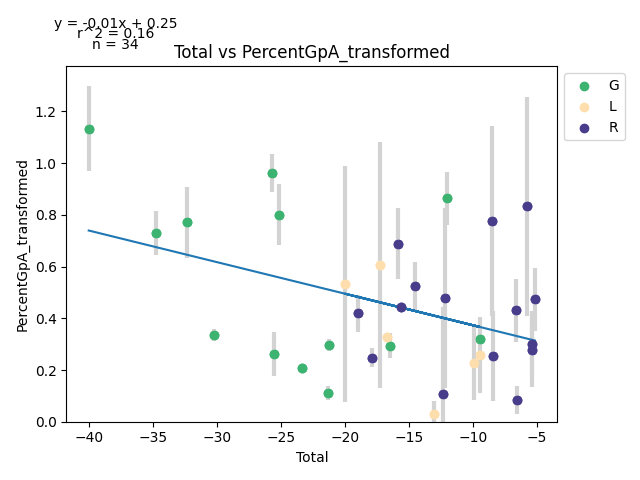 y = -0.01x + 0.25
r^2 = 0.16
n = 34
Total vs PercentGpA_transformed
G
L
R
PercentGpA_transformed
1.2
1.0
0.8
0.6
0.4
0.2
0.0
−40 −35 −30 −25 −20 −15 −10 −5
Total